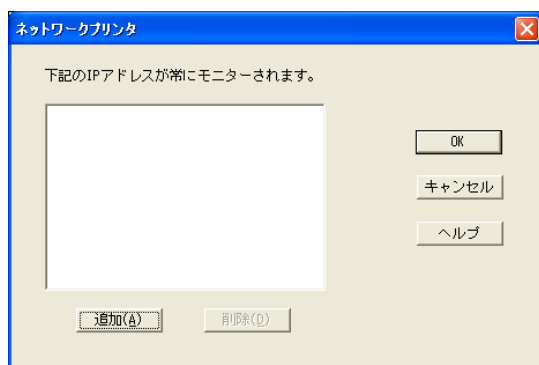 ネットワークプリンタ
下記のIPアドレスが常にモニターされます。
OK
キャンセル
ヘルプ
追加(A)
削除(D)